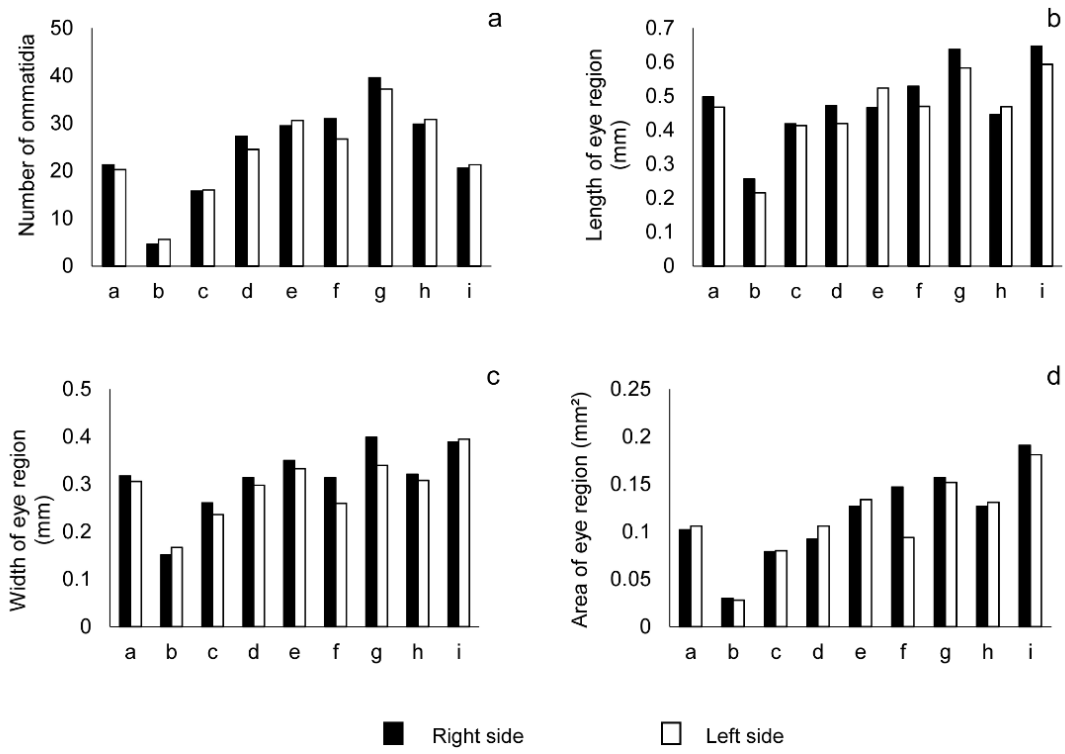 a
Number of ommatidia
50
40
30
20
10
0
a b c d e f g h i
b
Length of eye region
(mm)
0.7
0.6
0.5
0.4
0.3
0.2
0.1
0
a b c d e f g h i
c
Width of eye region
(mm)
0.5
0.4
0.3
0.2
0.1
0
a b c d e f g h i
d
Area of eye region (mm²)
0.25
0.2
0.15
0.1
0.05
0
a b c d e f g h i
Right side
Left side